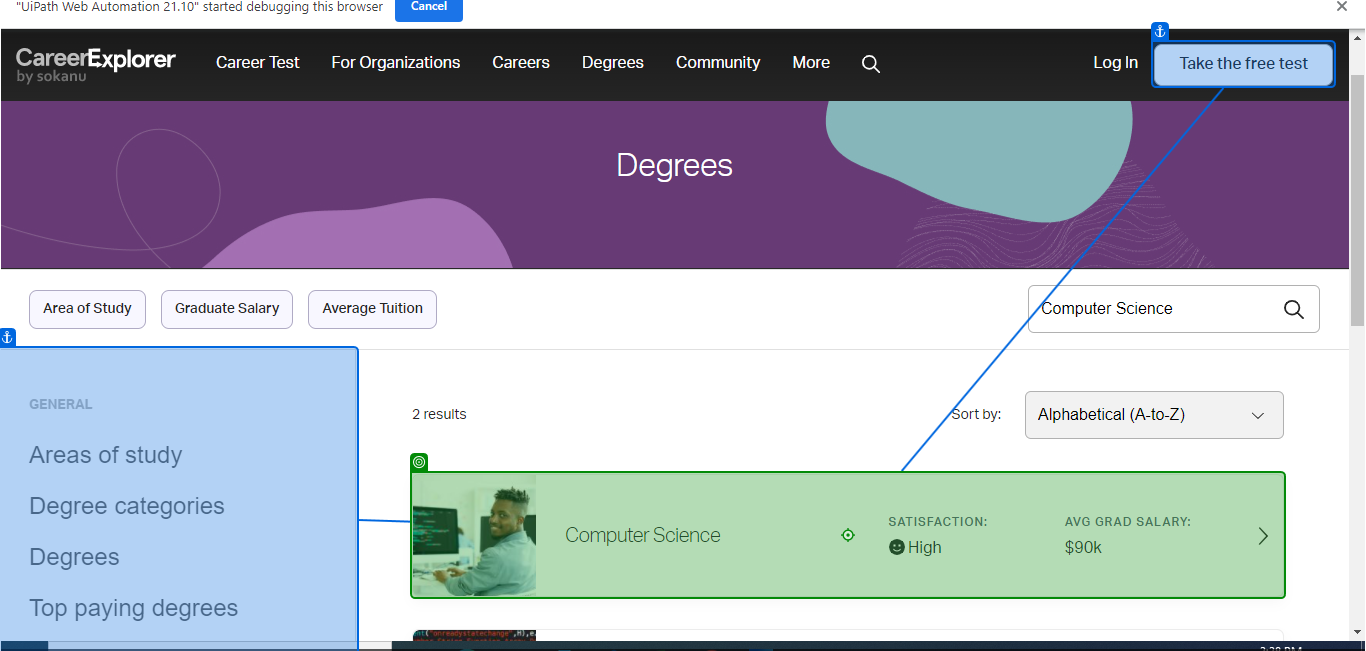 "UiPath Web Automation 21.10" started debugging this browser
Cancel
CareerExplorer
by sokanu
Career Test
For Organizations
Careers
Degrees
Community
More
Log In
Take the free test
Degrees
Area of Study
Graduate Salary
Average Tuition
Computer Science
GENERAL
Areas of study
Degree categories
Degrees
Top paying degrees
2 results
Sort by:
Alphabetical (A-to-Z)
Computer Science
SATISFACTION:
High
AVG GRAD SALARY:
$90k